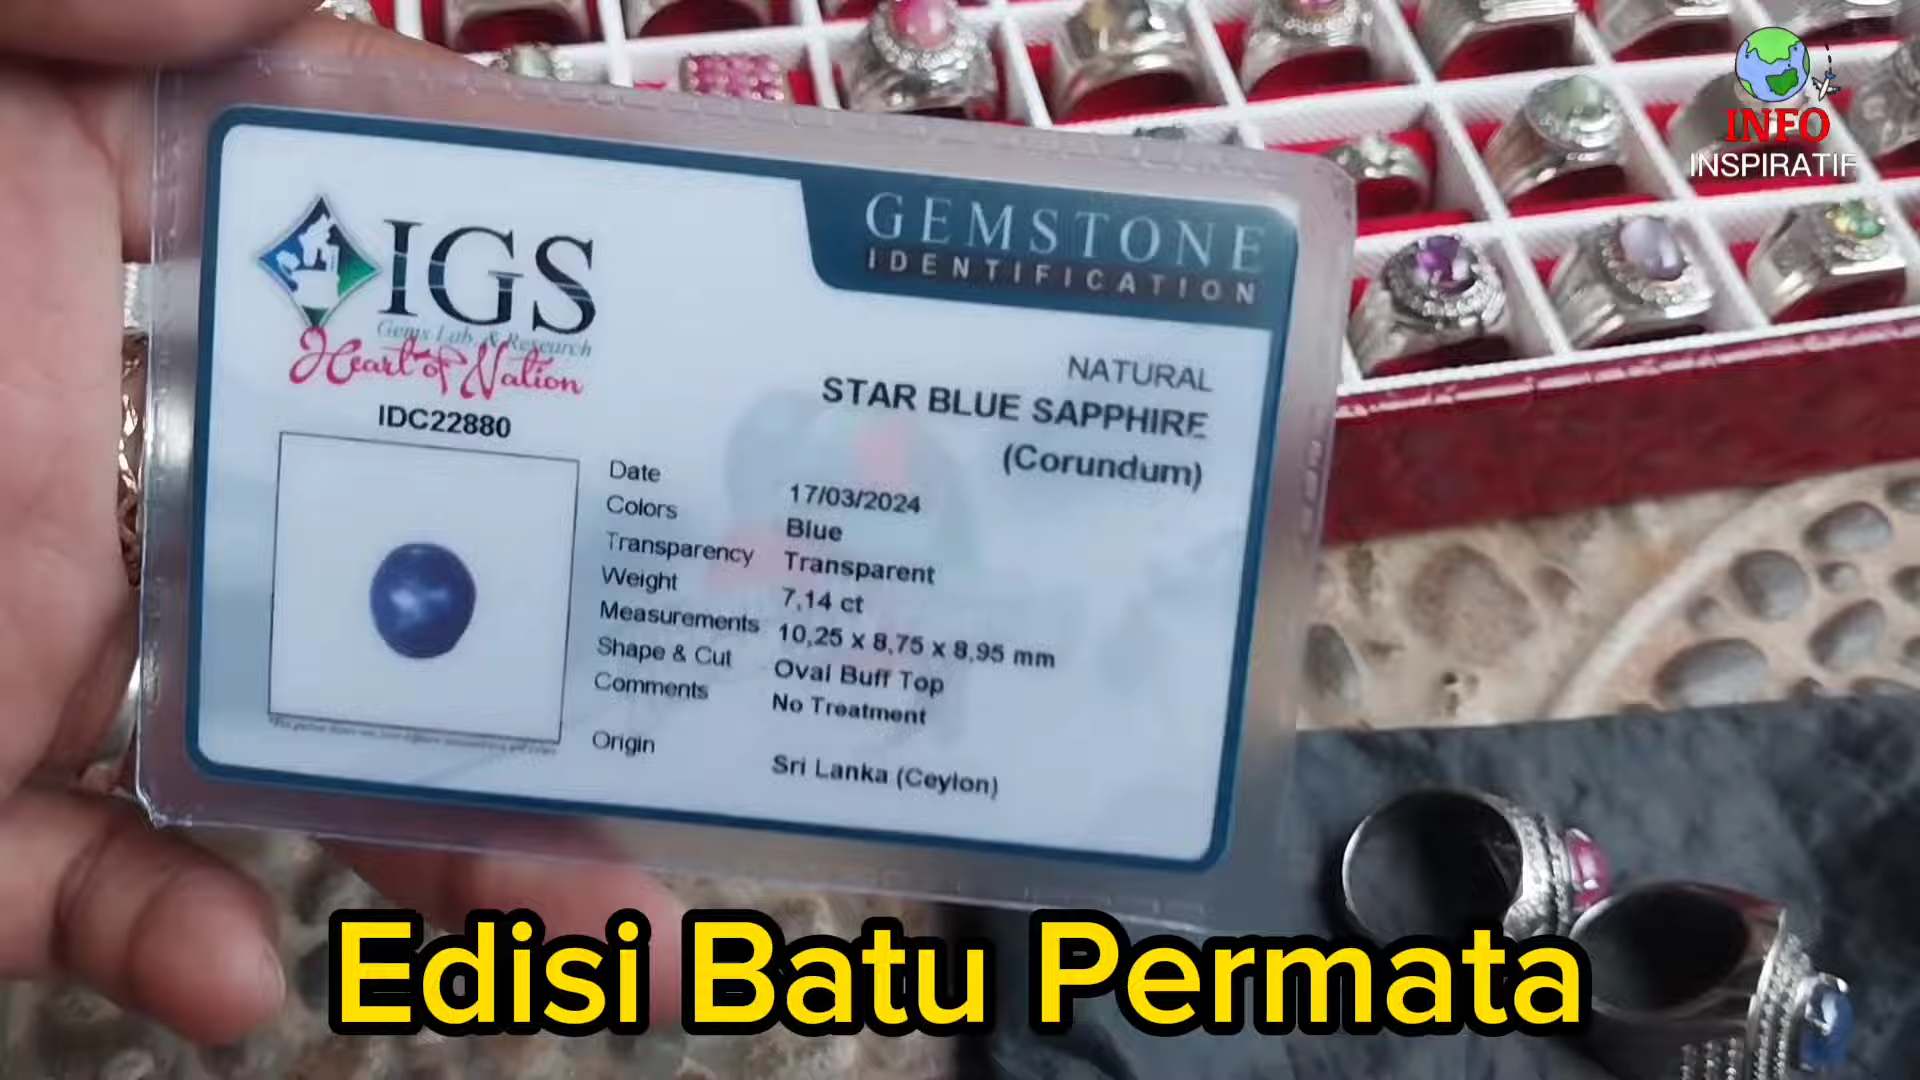 INFO
INSPIRATIF
IGS
Gems Lab & Research
Heart of Nation
IDC22880
GEMSTONE
IDENTIFICATION
NATURAL
STAR BLUE SAPPHIRE
(Corundum)
Date 17/03/2024
Colors Blue
Transparency Transparent
Weight 7,14 ct
Measurements 10,25 x 8,75 x 8,95 mm
Shape & Cut Oval Buff Top
Comments No Treatment
Origin Sri Lanka (Ceylon)
Edisi Batu Permata